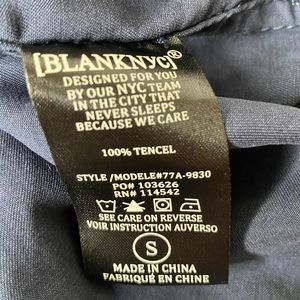 [BLANKNYC]®
DESIGNED FOR YOU
BY OUR NYC TEAM
IN THE CITY THAT
NEVER SLEEPS
BECAUSE WE CARE
100% TENCEL
STYLE /MODELE#77A-9830
PO# 103626
RN# 114542
SEE CARE ON REVERSE
VOIR INSTRUCTION AUVERSO
S
MADE IN CHINA
FABRIQUÉ EN CHINE